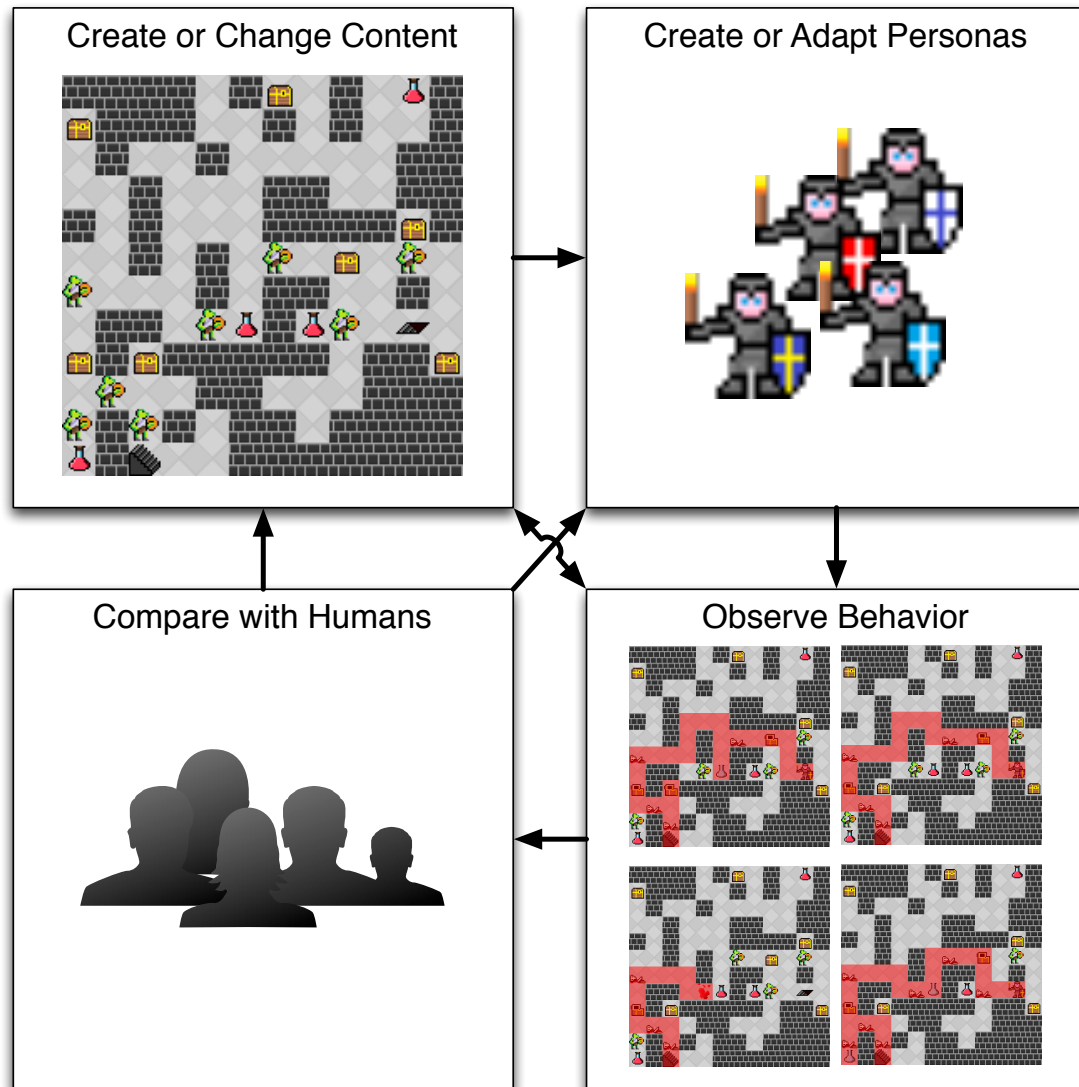 Create or Change Content
Create or Adapt Personas
Compare with Humans
Observe Behavior